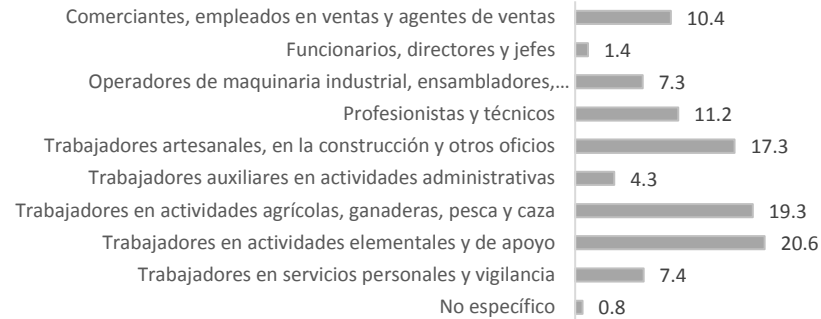 Comerciantes, empleados en ventas y agentes de ventas 10.4
Funcionarios, directores y jefes 1.4
Operadores de maquinaria industrial, ensambladores,... 7.3
Profesionistas y técnicos 11.2
Trabajadores artesanales, en la construcción y otros oficios 17.3
Trabajadores auxiliares en actividades administrativas 4.3
Trabajadores en actividades agrícolas, ganaderas, pesca y caza 19.3
Trabajadores en actividades elementales y de apoyo 20.6
Trabajadores en servicios personales y vigilancia 7.4
No específico 0.8